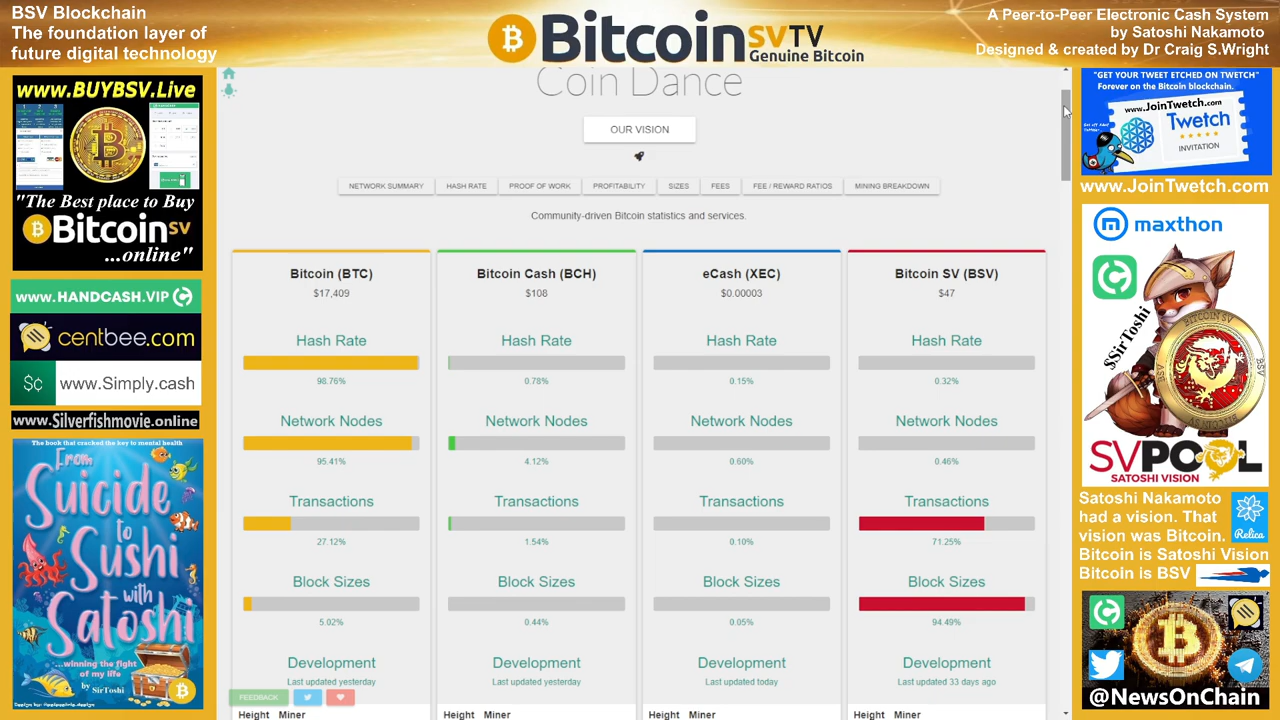 BSV Blockchain
The foundation layer of
future digital technology
BitcoinSVTV
Genuine Bitcoin
A Peer-to-Peer Electronic Cash System
by Satoshi Nakamoto
Designed & created by Dr Craig S.Wright
www.BUYBSV.Live
"The Best place to Buy
BitcoinSV
...online"
www.HANDCASH.VIP
centbee.com
$c www.Simply.cash
www.Silverfishmovie.online
The book that cracked the key to mental health
From
Suicide
to
Sushi
with
Satoshi
...winning the fight
of my life
by SirToshi
Coin Dance
OUR VISION
NETWORK SUMMARY HASH RATE PROOF OF WORK PROFITABILITY SIZES FEES FEE / REWARD RATIOS MINING BREAKDOWN
Community-driven Bitcoin statistics and services.
Bitcoin (BTC) Bitcoin Cash (BCH) eCash (XEC) Bitcoin SV (BSV)
$17,409 $108 $0.00003 $47
Hash Rate Hash Rate Hash Rate Hash Rate
98.76% 0.78% 0.15% 0.32%
Network Nodes Network Nodes Network Nodes Network Nodes
95.41% 4.12% 0.60% 0.46%
Transactions Transactions Transactions Transactions
27.12% 1.54% 0.10% 71.25%
Block Sizes Block Sizes Block Sizes Block Sizes
5.02% 0.44% 0.05% 94.49%
Development Development Development Development
Last updated yesterday Last updated yesterday Last updated today Last updated 33 days ago
FEEDBACK
Height Miner Height Miner Height Miner Height Miner
"GET YOUR TWEET ETCHED ON TWETCH"
Forever on the Bitcoin blockchain.
www.JoinTwetch.com
Twetch
INVITATION
www.JoinTwetch.com
maxthon
$SirToshi
BITCOIN SV
BSV
SVPOOL
SATOSHI VISION
Satoshi Nakamoto
had a vision. That
vision was Bitcoin.
Relica
Bitcoin is Satoshi Vision
Bitcoin is BSV
@NewsOnChain